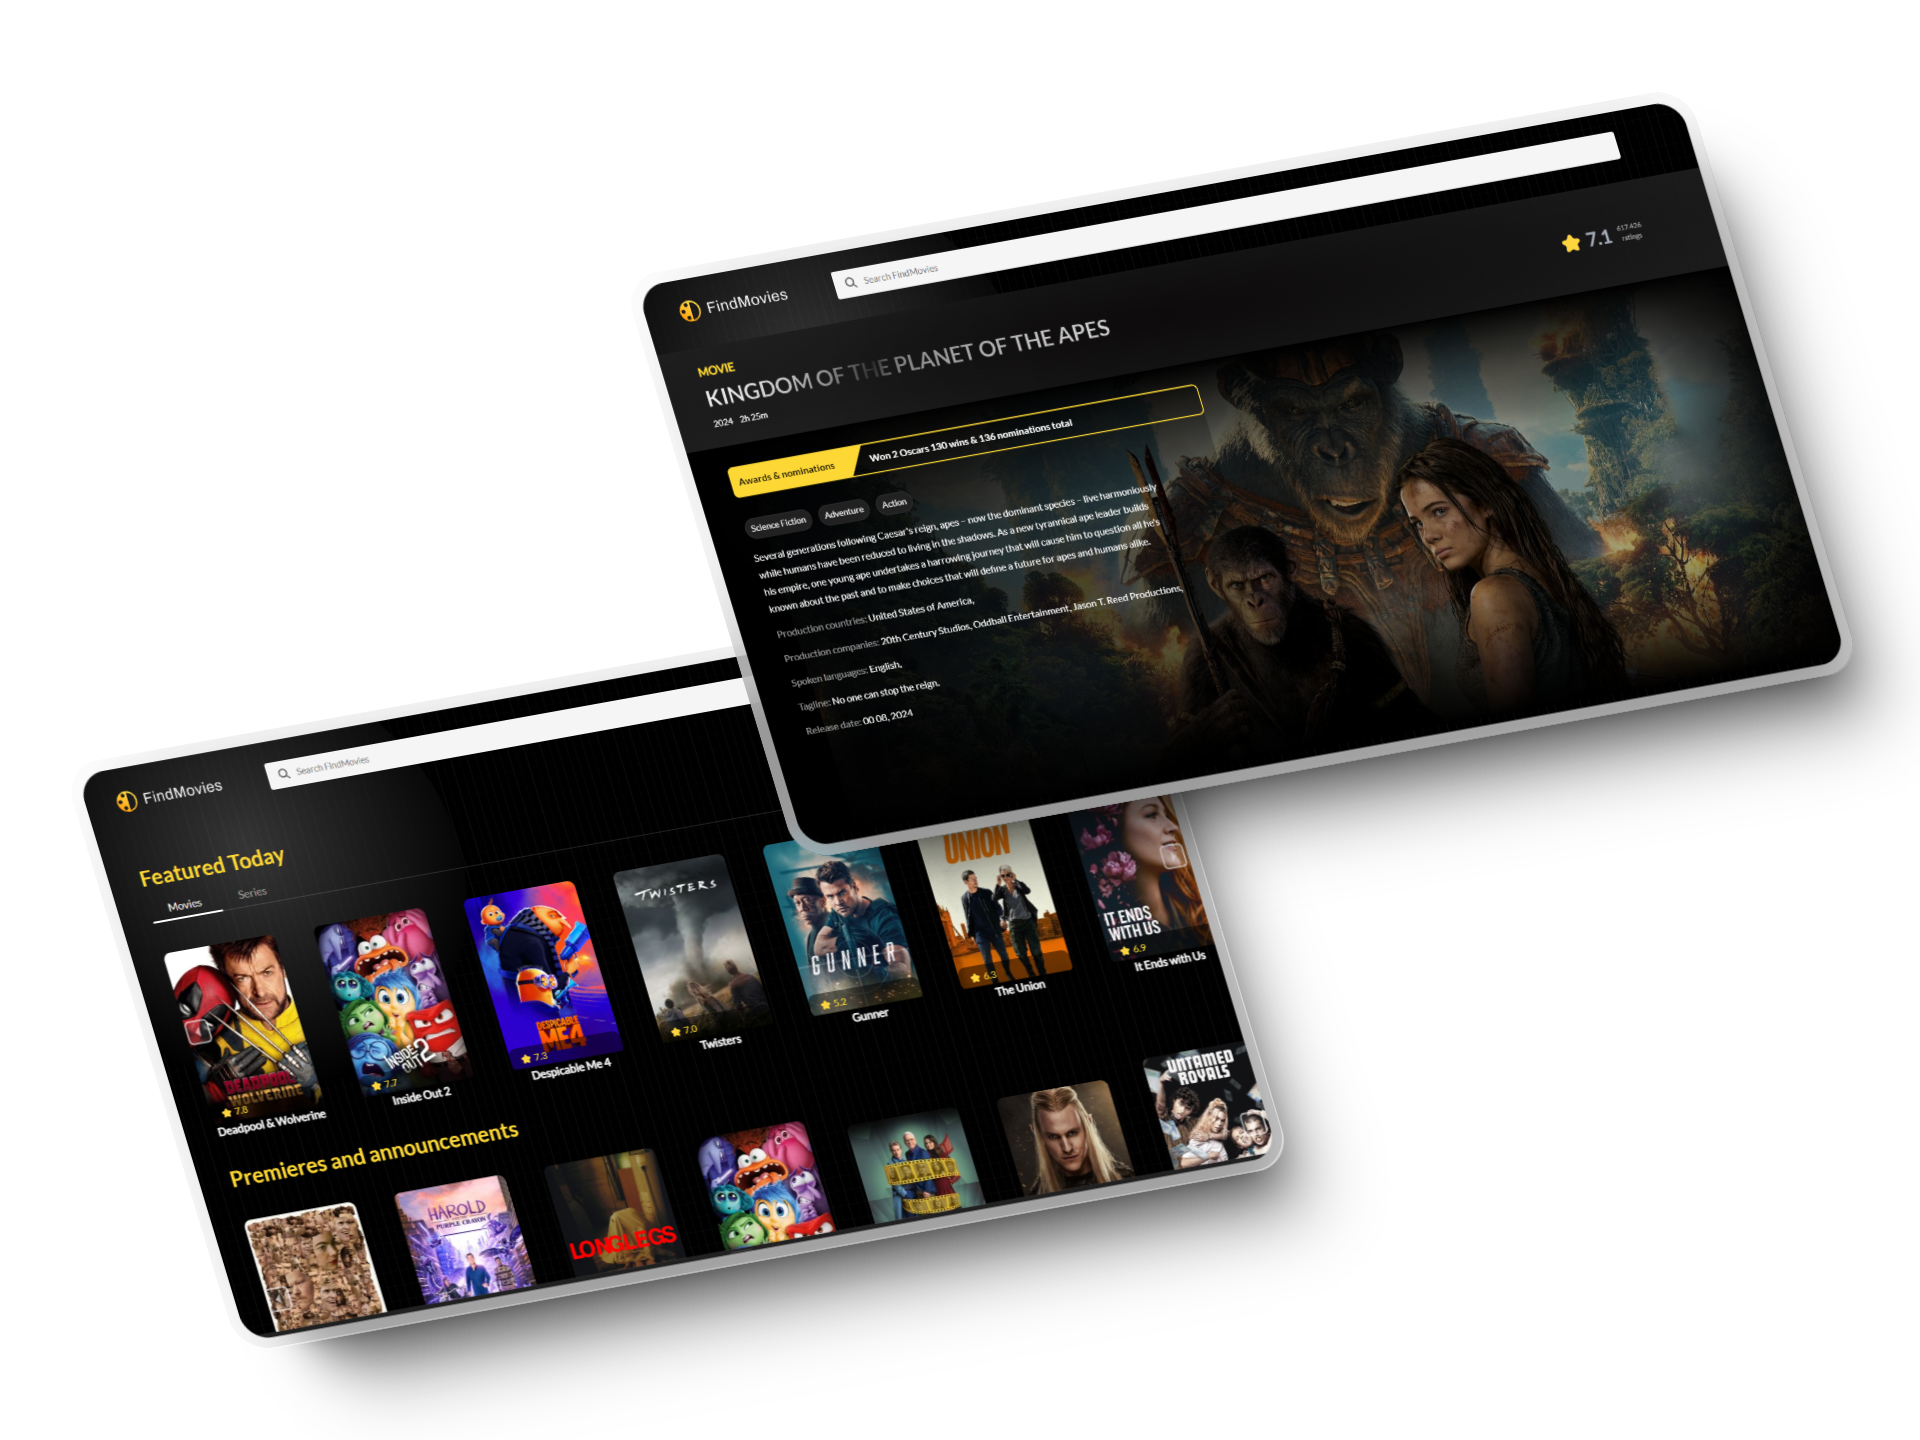 FindMovies
Search FindMovies
MOVIE
KINGDOM OF THE PLANET OF THE APES
2024 2h 25m
7.1
617.426
ratings
Awards & nominations
Won 2 Oscars 130 wins & 136 nominations total
Science Fiction
Adventure
Action
Several generations following Caesar's reign, apes – now the dominant species – live harmoniously
while humans have been reduced to living in the shadows. As a new tyrannical ape leader builds
his empire, one young ape undertakes a harrowing journey that will cause him to question all he's
known about the past and to make choices that will define a future for apes and humans alike.
Production countries: United States of America,
Production companies: 20th Century Studios, Oddball Entertainment, Jason T. Reed Productions,
Spoken languages: English,
Tagline: No one can stop the reign,
Release date: 00 08, 2024
FindMovies
Search FindMovies
Featured Today
Movies
Series
DEADPOOL
WOLVERINE
7.8
Deadpool & Wolverine
INSIDE
OUT 2
7.7
Inside Out 2
DESPICABLE
ME 4
7.3
Despicable Me 4
TWISTERS
7.0
Twisters
GUNNER
5.2
Gunner
UNION
6.3
The Union
IT ENDS
WITH US
6.9
It Ends with Us
Premieres and announcements
HAROLD
PURPLE CRAYON
LONGLEGS
UNTAMED
ROYALS